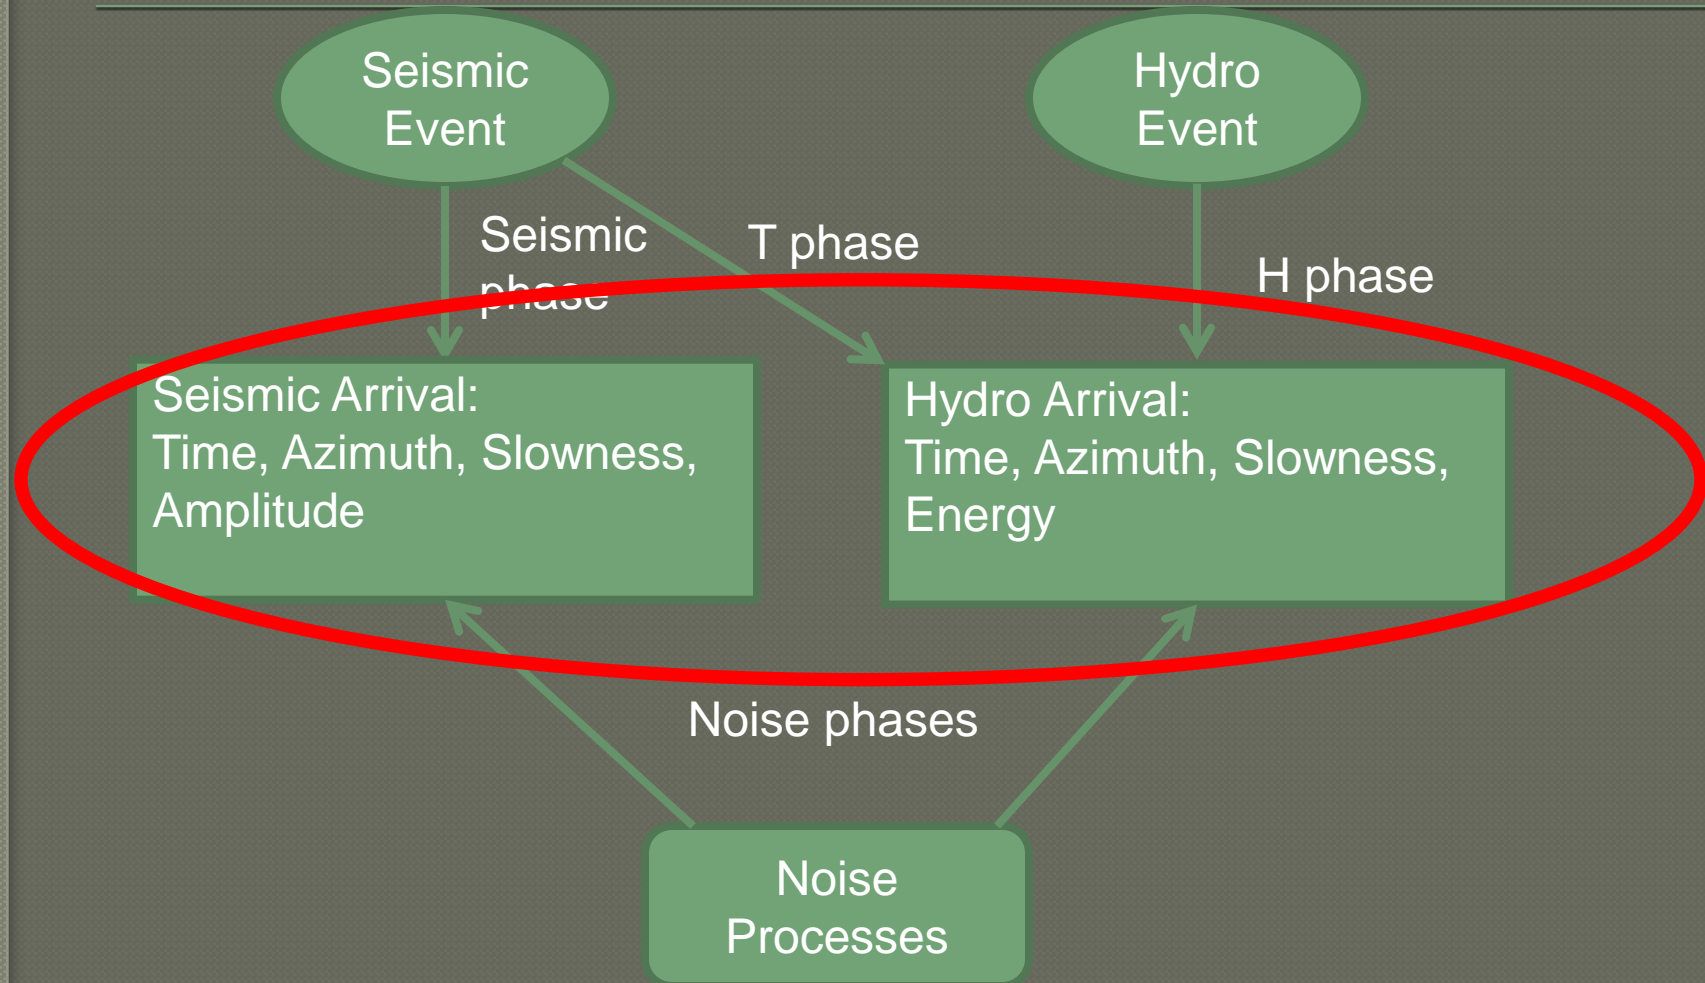 Seismic
Event
Hydro
Event
Seismic
phase
T phase
H phase
Seismic Arrival:
Time, Azimuth, Slowness,
Amplitude
Hydro Arrival:
Time, Azimuth, Slowness,
Energy
Noise phases
Noise
Processes